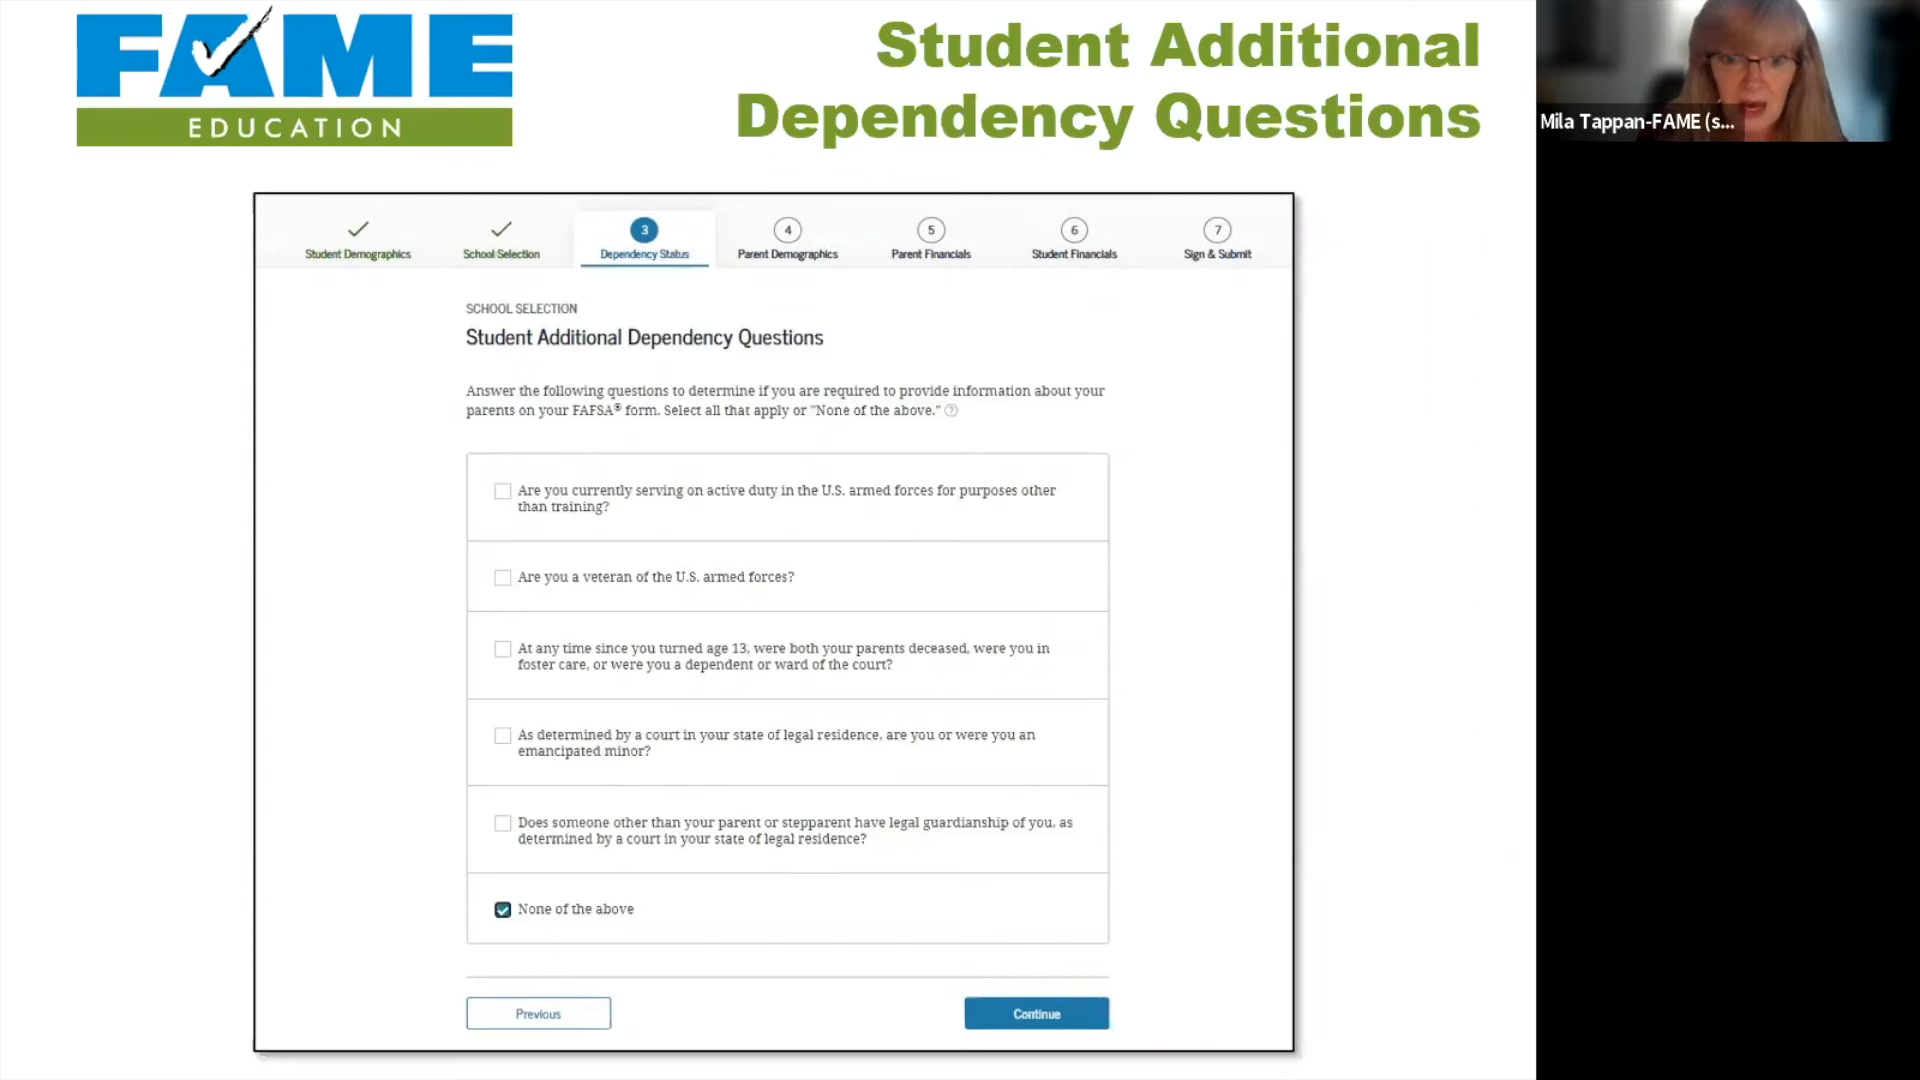 FAME
EDUCATION
Student Additional
Dependency Questions
Mila Tappan-FAME (s...
Student Demographics
School Selection
3
Dependency Status
4
Parent Demographics
5
Parent Financials
6
Student Financials
7
Sign & Submit
SCHOOL SELECTION
Student Additional Dependency Questions
Answer the following questions to determine if you are required to provide information about your
parents on your FAFSA® form. Select all that apply or "None of the above." ?
Are you currently serving on active duty in the U.S. armed forces for purposes other
than training?
Are you a veteran of the U.S. armed forces?
At any time since you turned age 13, were both your parents deceased, were you in
foster care, or were you a dependent or ward of the court?
As determined by a court in your state of legal residence, are you or were you an
emancipated minor?
Does someone other than your parent or stepparent have legal guardianship of you, as
determined by a court in your state of legal residence?
None of the above
Previous
Continue